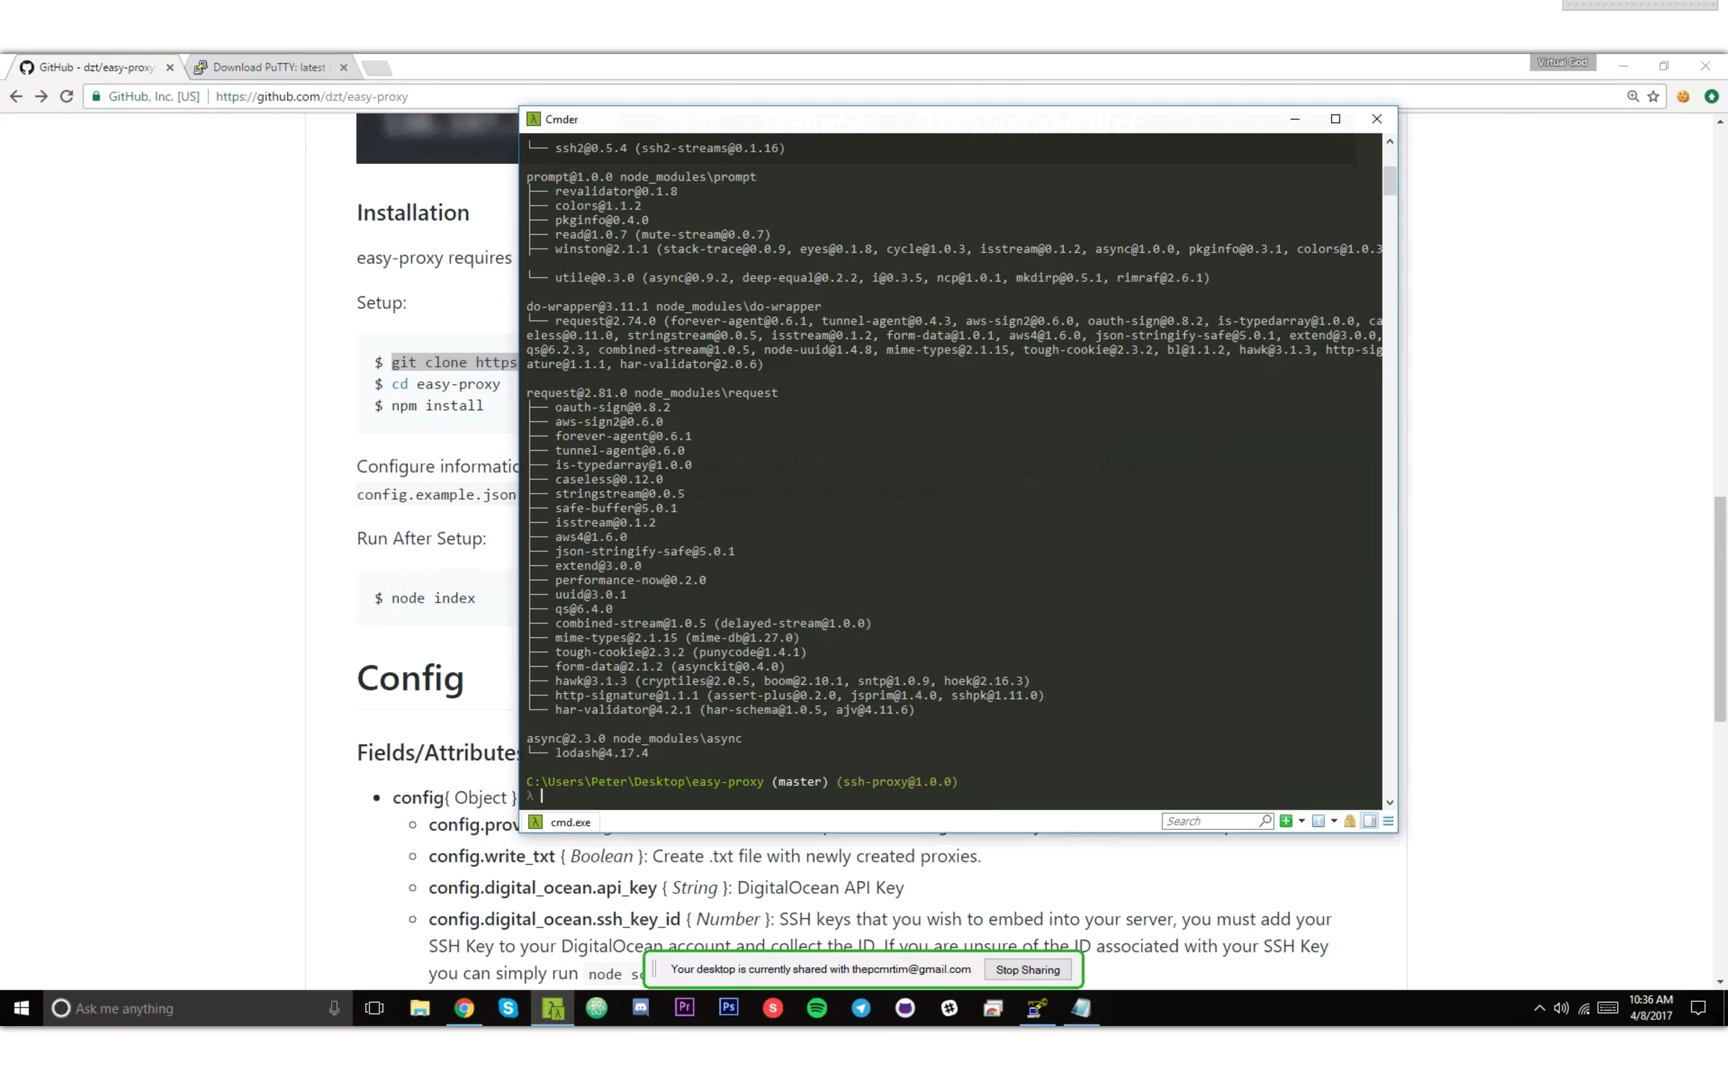 GitHub - dzt/easy-proxy:
Download PuTTY: latest
Virtual God
GitHub, Inc. [US]
https://github.com/dzt/easy-proxy
Installation
easy-proxy requires
Setup:
$ git clone https
$ cd easy-proxy
$ npm install
Configure informatio
config.example.json
Run After Setup:
$ node index
Config
Fields/Attributes
config{ Object }
config.prov
config.write_txt { Boolean }: Create .txt file with newly created proxies.
config.digital_ocean.api_key { String }: DigitalOcean API Key
config.digital_ocean.ssh_key_id { Number }: SSH keys that you wish to embed into your server, you must add your
SSH Key to your DigitalOcean account and collect the ID. If you are unsure of the ID associated with your SSH Key
you can simply run node sc
Cmder
└── ssh2@0.5.4 (ssh2-streams@0.1.16)
prompt@1.0.0 node_modules\prompt
├── revalidator@0.1.8
├── colors@1.1.2
├── pkginfo@0.4.0
├── read@1.0.7 (mute-stream@0.0.7)
├── winston@2.1.1 (stack-trace@0.0.9, eyes@0.1.8, cycle@1.0.3, isstream@0.1.2, async@1.0.0, pkginfo@0.3.1, colors@1.0.3
└── utile@0.3.0 (async@0.9.2, deep-equal@0.2.2, i@0.3.5, ncp@1.0.1, mkdirp@0.5.1, rimraf@2.6.1)
do-wrapper@3.11.1 node_modules\do-wrapper
└── request@2.74.0 (forever-agent@0.6.1, tunnel-agent@0.4.3, aws-sign2@0.6.0, oauth-sign@0.8.2, is-typedarray@1.0.0, ca
eless@0.11.0, stringstream@0.0.5, isstream@0.1.2, form-data@1.0.1, aws4@1.6.0, json-stringify-safe@5.0.1, extend@3.0.0,
qs@6.2.3, combined-stream@1.0.5, node-uuid@1.4.8, mime-types@2.1.15, tough-cookie@2.3.2, bl@1.1.2, hawk@3.1.3, http-sig
ature@1.1.1, har-validator@2.0.6)
request@2.81.0 node_modules\request
├── oauth-sign@0.8.2
├── aws-sign2@0.6.0
├── forever-agent@0.6.1
├── tunnel-agent@0.6.0
├── is-typedarray@1.0.0
├── caseless@0.12.0
├── stringstream@0.0.5
├── safe-buffer@5.0.1
├── isstream@0.1.2
├── aws4@1.6.0
├── json-stringify-safe@5.0.1
├── extend@3.0.0
├── performance-now@0.2.0
├── uuid@3.0.1
├── qs@6.4.0
├── combined-stream@1.0.5 (delayed-stream@1.0.0)
├── mime-types@2.1.15 (mime-db@1.27.0)
├── tough-cookie@2.3.2 (punycode@1.4.1)
├── form-data@2.1.2 (asynckit@0.4.0)
├── hawk@3.1.3 (cryptiles@2.0.5, boom@2.10.1, sntp@1.0.9, hoek@2.16.3)
├── http-signature@1.1.1 (assert-plus@0.2.0, jsprim@1.4.0, sshpk@1.11.0)
└── har-validator@4.2.1 (har-schema@1.0.5, ajv@4.11.6)
async@2.3.0 node_modules\async
└── lodash@4.17.4
C:\Users\Peter\Desktop\easy-proxy (master) (ssh-proxy@1.0.0)
λ
cmd.exe
Search
Your desktop is currently shared with thepcmrtim@gmail.com
Stop Sharing
Ask me anything
Pr
Ps
10:36 AM
4/8/2017